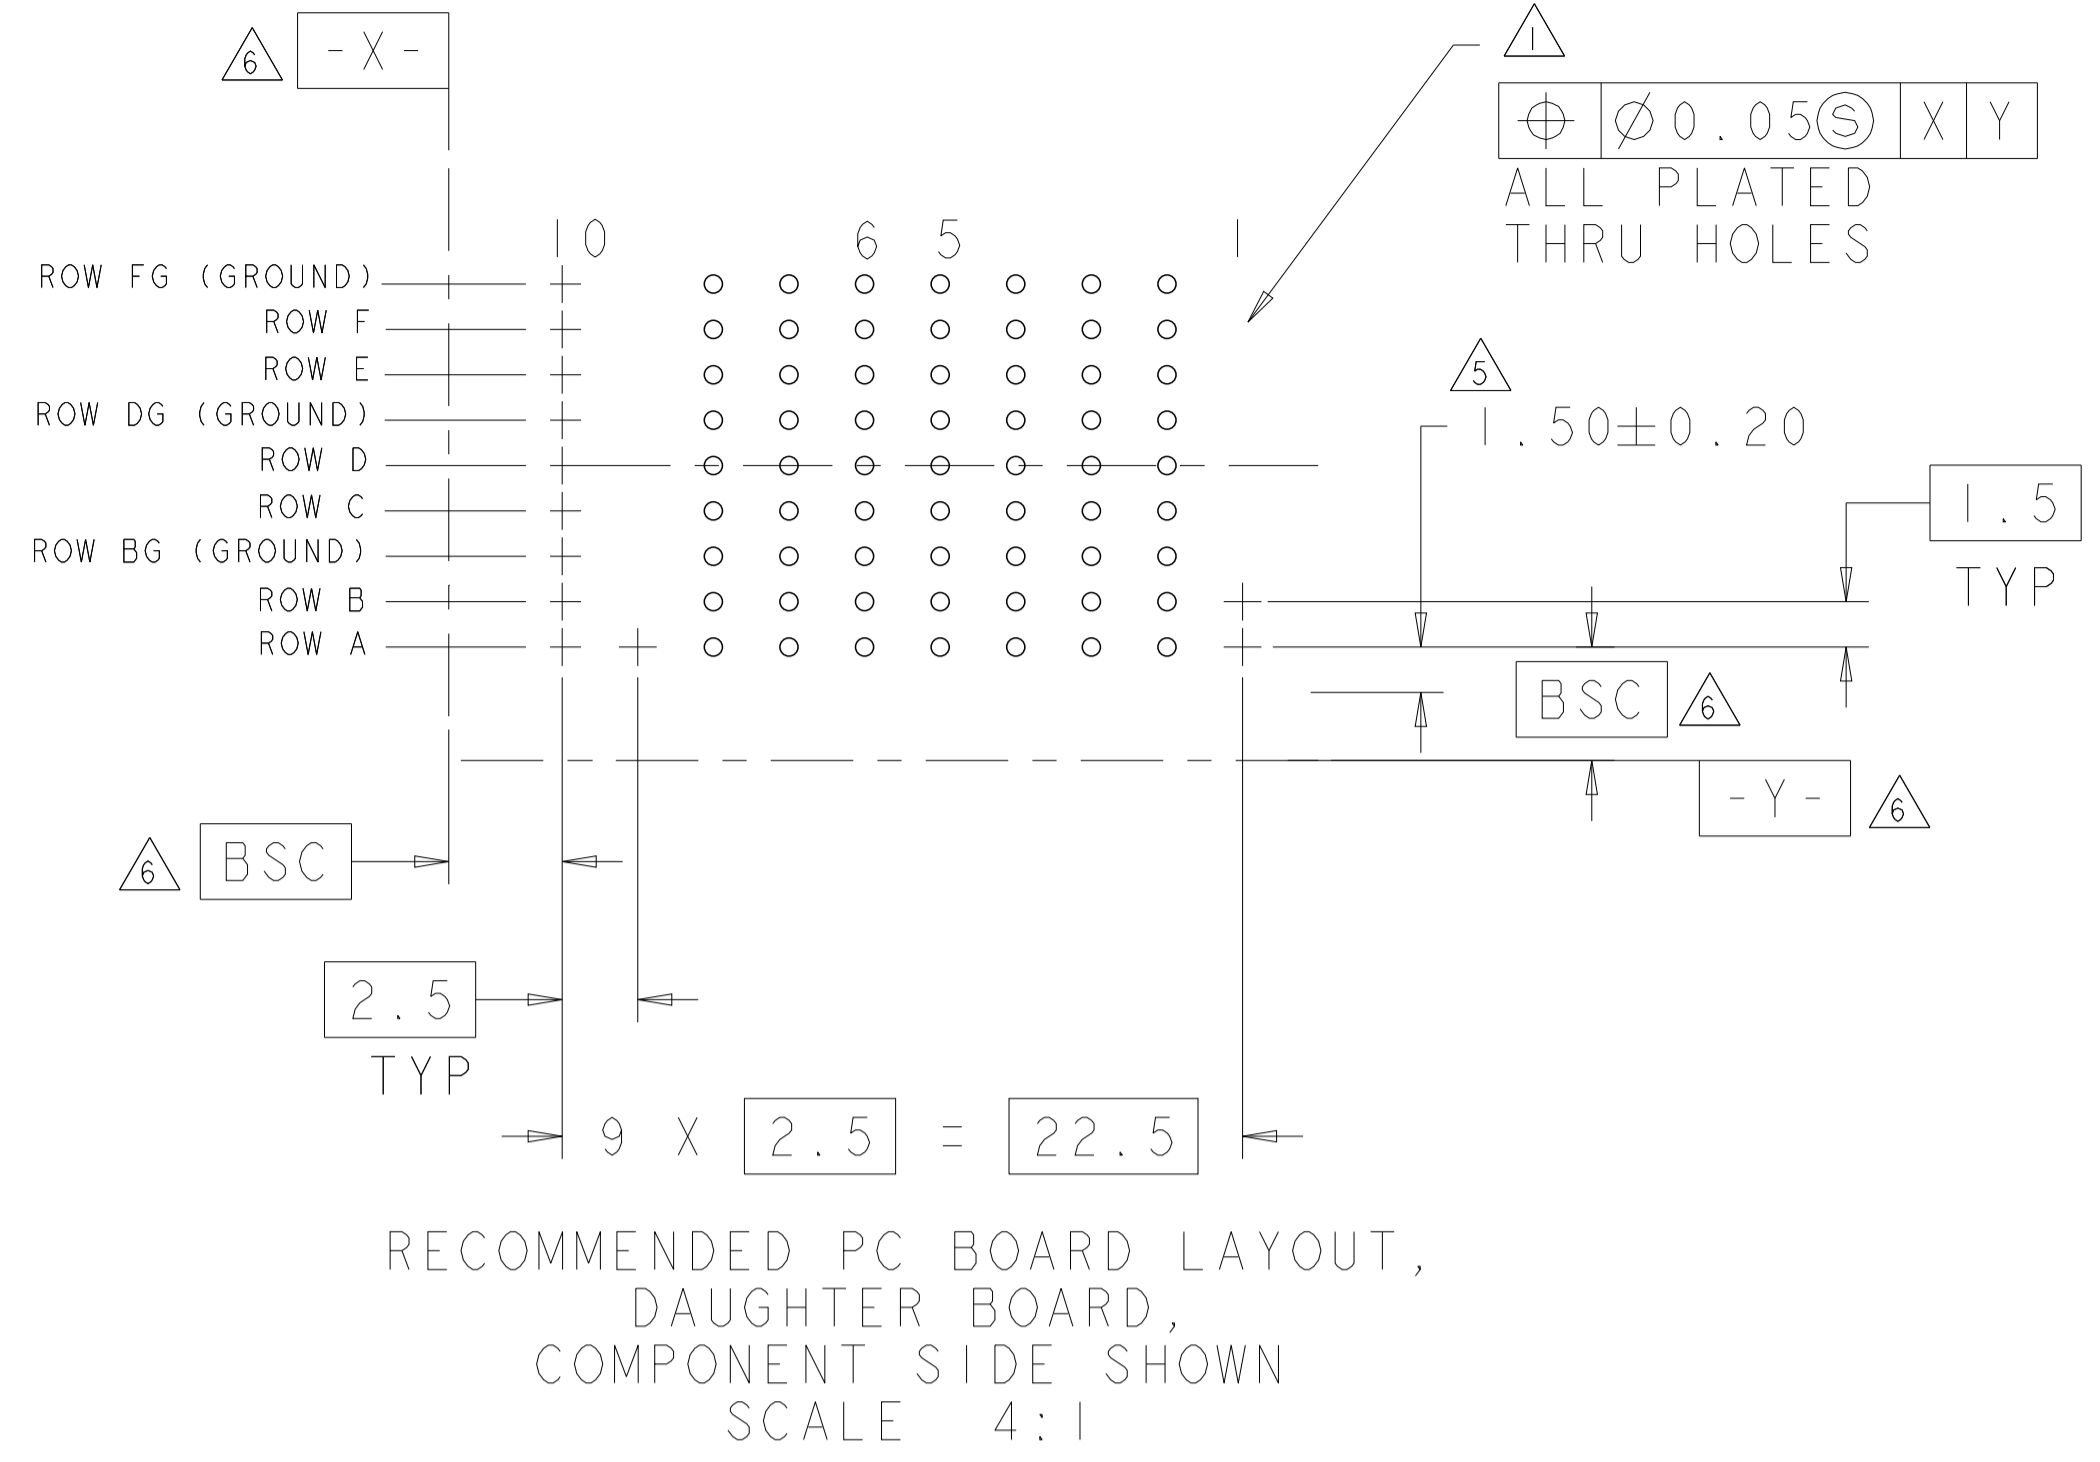 6 -X-
1
⌖ Ø0.05Ⓢ X Y
ALL PLATED
THRU HOLES
10 6 5 1
ROW FG (GROUND)
ROW F
ROW E
ROW DG (GROUND)
ROW D
ROW C
ROW BG (GROUND)
ROW B
ROW A
5
1.50±0.20
1.5
TYP
BSC 6
-Y- 6
6 BSC
2.5
TYP
9 X 2.5 = 22.5
RECOMMENDED PC BOARD LAYOUT,
DAUGHTER BOARD,
COMPONENT SIDE SHOWN
SCALE 4:1